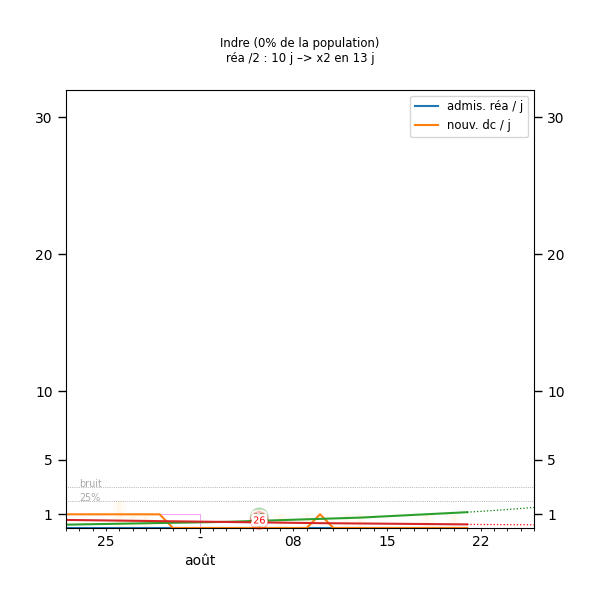 Indre (0% de la population)
réa /2 : 10 j –> x2 en 13 j
admis. réa / j
nouv. dc / j
30 30
20 20
10 10
5 5
bruit
25%
1 26 1
25 - 08 15 22
août